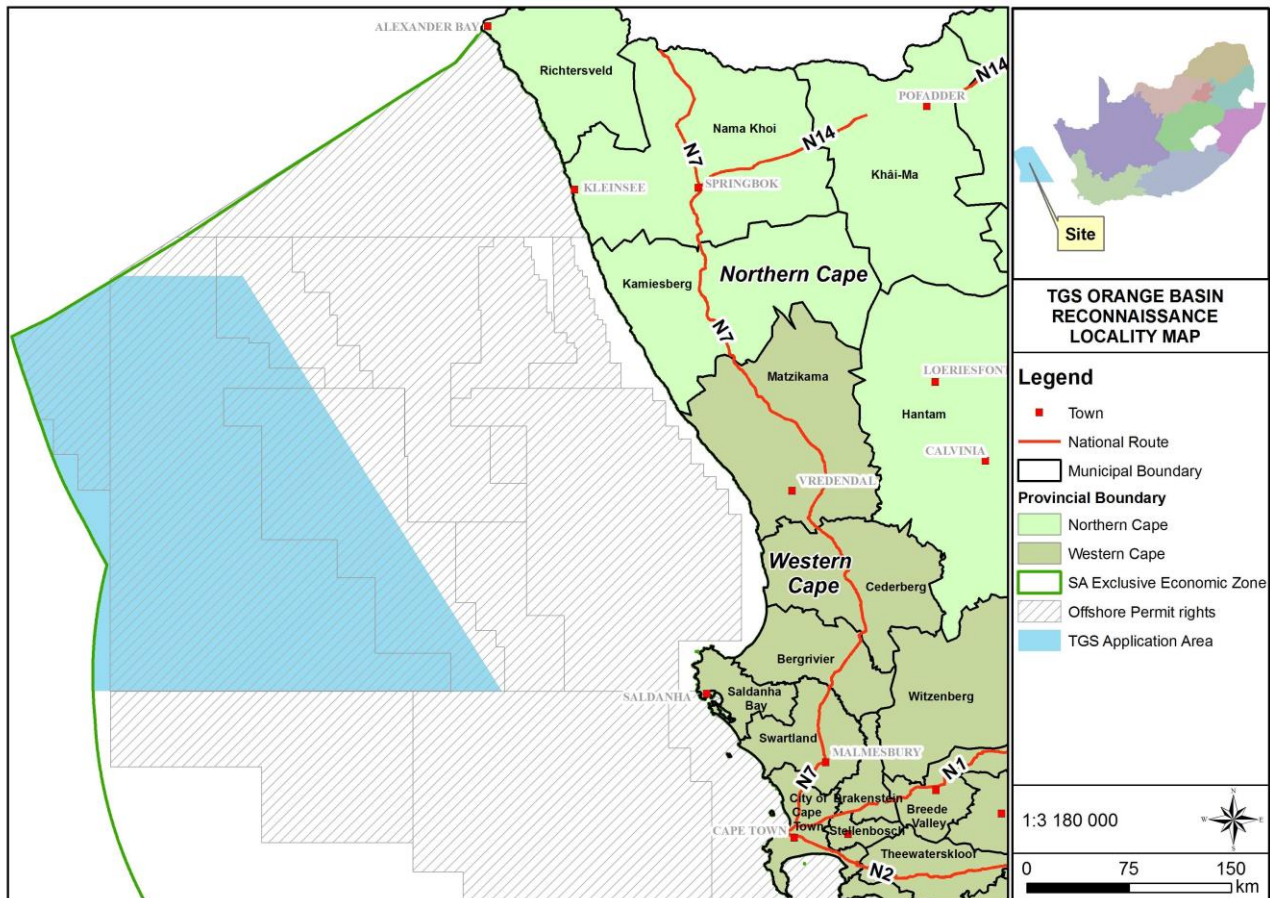 ALEXANDER BAY
Richtersveld
N14
POFADDER
Nama Khoi
N14
N7
KLEINSEE
SPRINGBOK
Khâi-Ma
Kamiesberg
Northern Cape
N7
Matzikama
LOERIESFONT
Hantam
CALVINIA
VREDENDAL
Western
Cape
Cederberg
Bergrivier
SALDANHA
Saldanha
Bay
Witzenberg
Swartland
MALMESBURY
N7
N1
City of
Cape
Town
Drakenstein
Breede
Valley
CAPE TOWN
Stellenbosch
Theewaterskloof
N2
Site
TGS ORANGE BASIN
RECONNAISSANCE
LOCALITY MAP
Legend
Town
National Route
Municipal Boundary
Provincial Boundary
Northern Cape
Western Cape
SA Exclusive Economic Zone
Offshore Permit rights
TGS Application Area
1:3 180 000
N
W
E
S
0 75 150
km